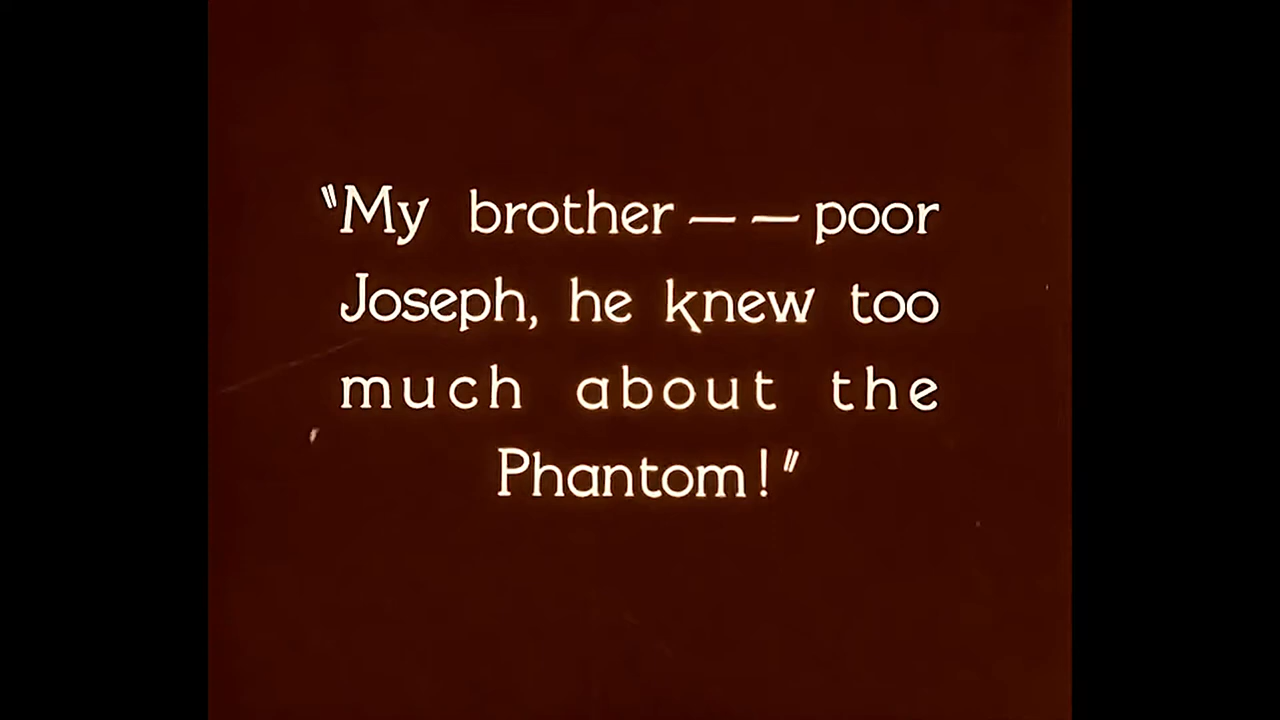 "My brother — — poor
Joseph, he knew too
much about the
Phantom!"